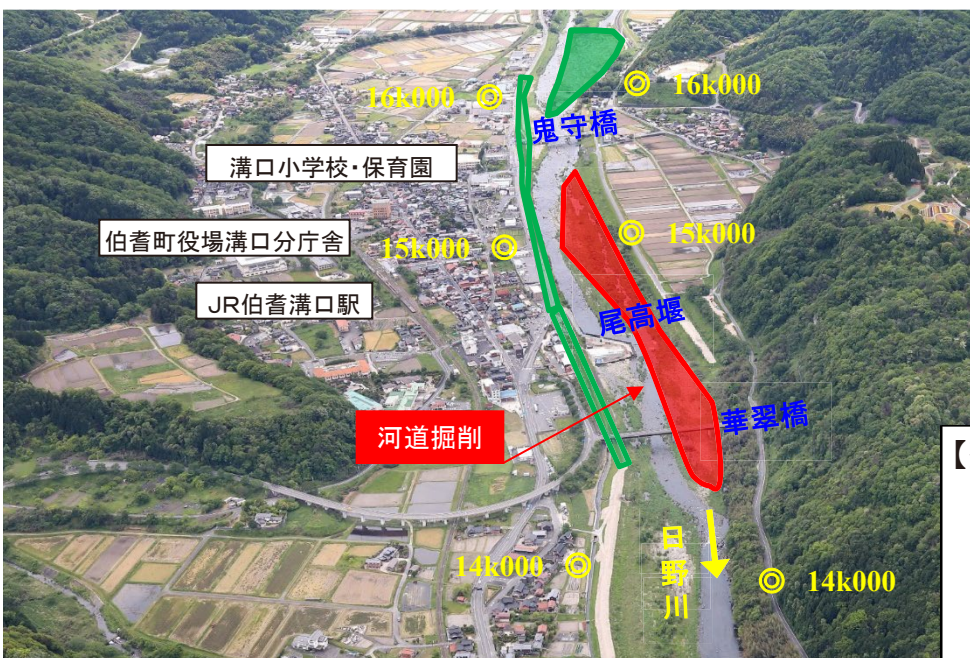 16k000 ◎
◎ 16k000
鬼守橋
溝口小学校・保育園
伯耆町役場溝口分庁舎
15k000 ◎
◎ 15k000
JR伯耆溝口駅
尾高堰
華翠橋
河道掘削
【
日野川
14k000 ◎
◎ 14k000